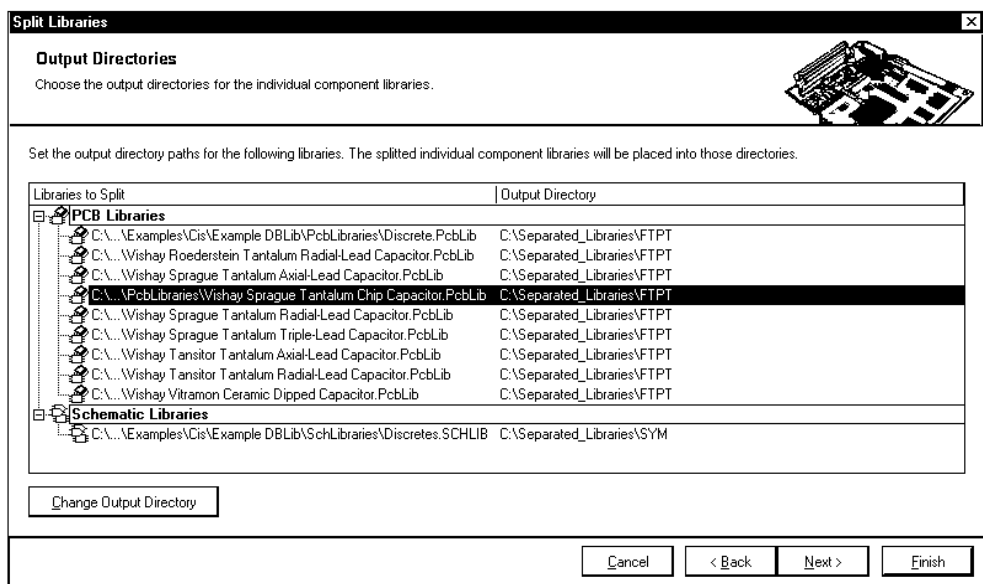 Split Libraries
Output Directories
Choose the output directories for the individual component libraries.
Set the output directory paths for the following libraries. The splitted individual component libraries will be placed into those directories.
Libraries to Split Output Directory
PCB Libraries
C:\...\Examples\Cis\Example DBLib\PcbLibraries\Discrete.PcbLib C:\Separated_Libraries\FTPT
C:\...\Vishay Roederstein Tantalum Radial-Lead Capacitor.PcbLib C:\Separated_Libraries\FTPT
C:\...\Vishay Sprague Tantalum Axial-Lead Capacitor.PcbLib C:\Separated_Libraries\FTPT
C:\...\PcbLibraries\Vishay Sprague Tantalum Chip Capacitor.PcbLib C:\Separated_Libraries\FTPT
C:\...\Vishay Sprague Tantalum Radial-Lead Capacitor.PcbLib C:\Separated_Libraries\FTPT
C:\...\Vishay Sprague Tantalum Triple-Lead Capacitor.PcbLib C:\Separated_Libraries\FTPT
C:\...\Vishay Tansitor Tantalum Axial-Lead Capacitor.PcbLib C:\Separated_Libraries\FTPT
C:\...\Vishay Tansitor Tantalum Radial-Lead Capacitor.PcbLib C:\Separated_Libraries\FTPT
C:\...\Vishay Vitramon Ceramic Dipped Capacitor.PcbLib C:\Separated_Libraries\FTPT
Schematic Libraries
C:\...\Examples\Cis\Example DBLib\SchLibraries\Discretes.SCHLIB C:\Separated_Libraries\SYM
Change Output Directory
Cancel < Back Next > Finish